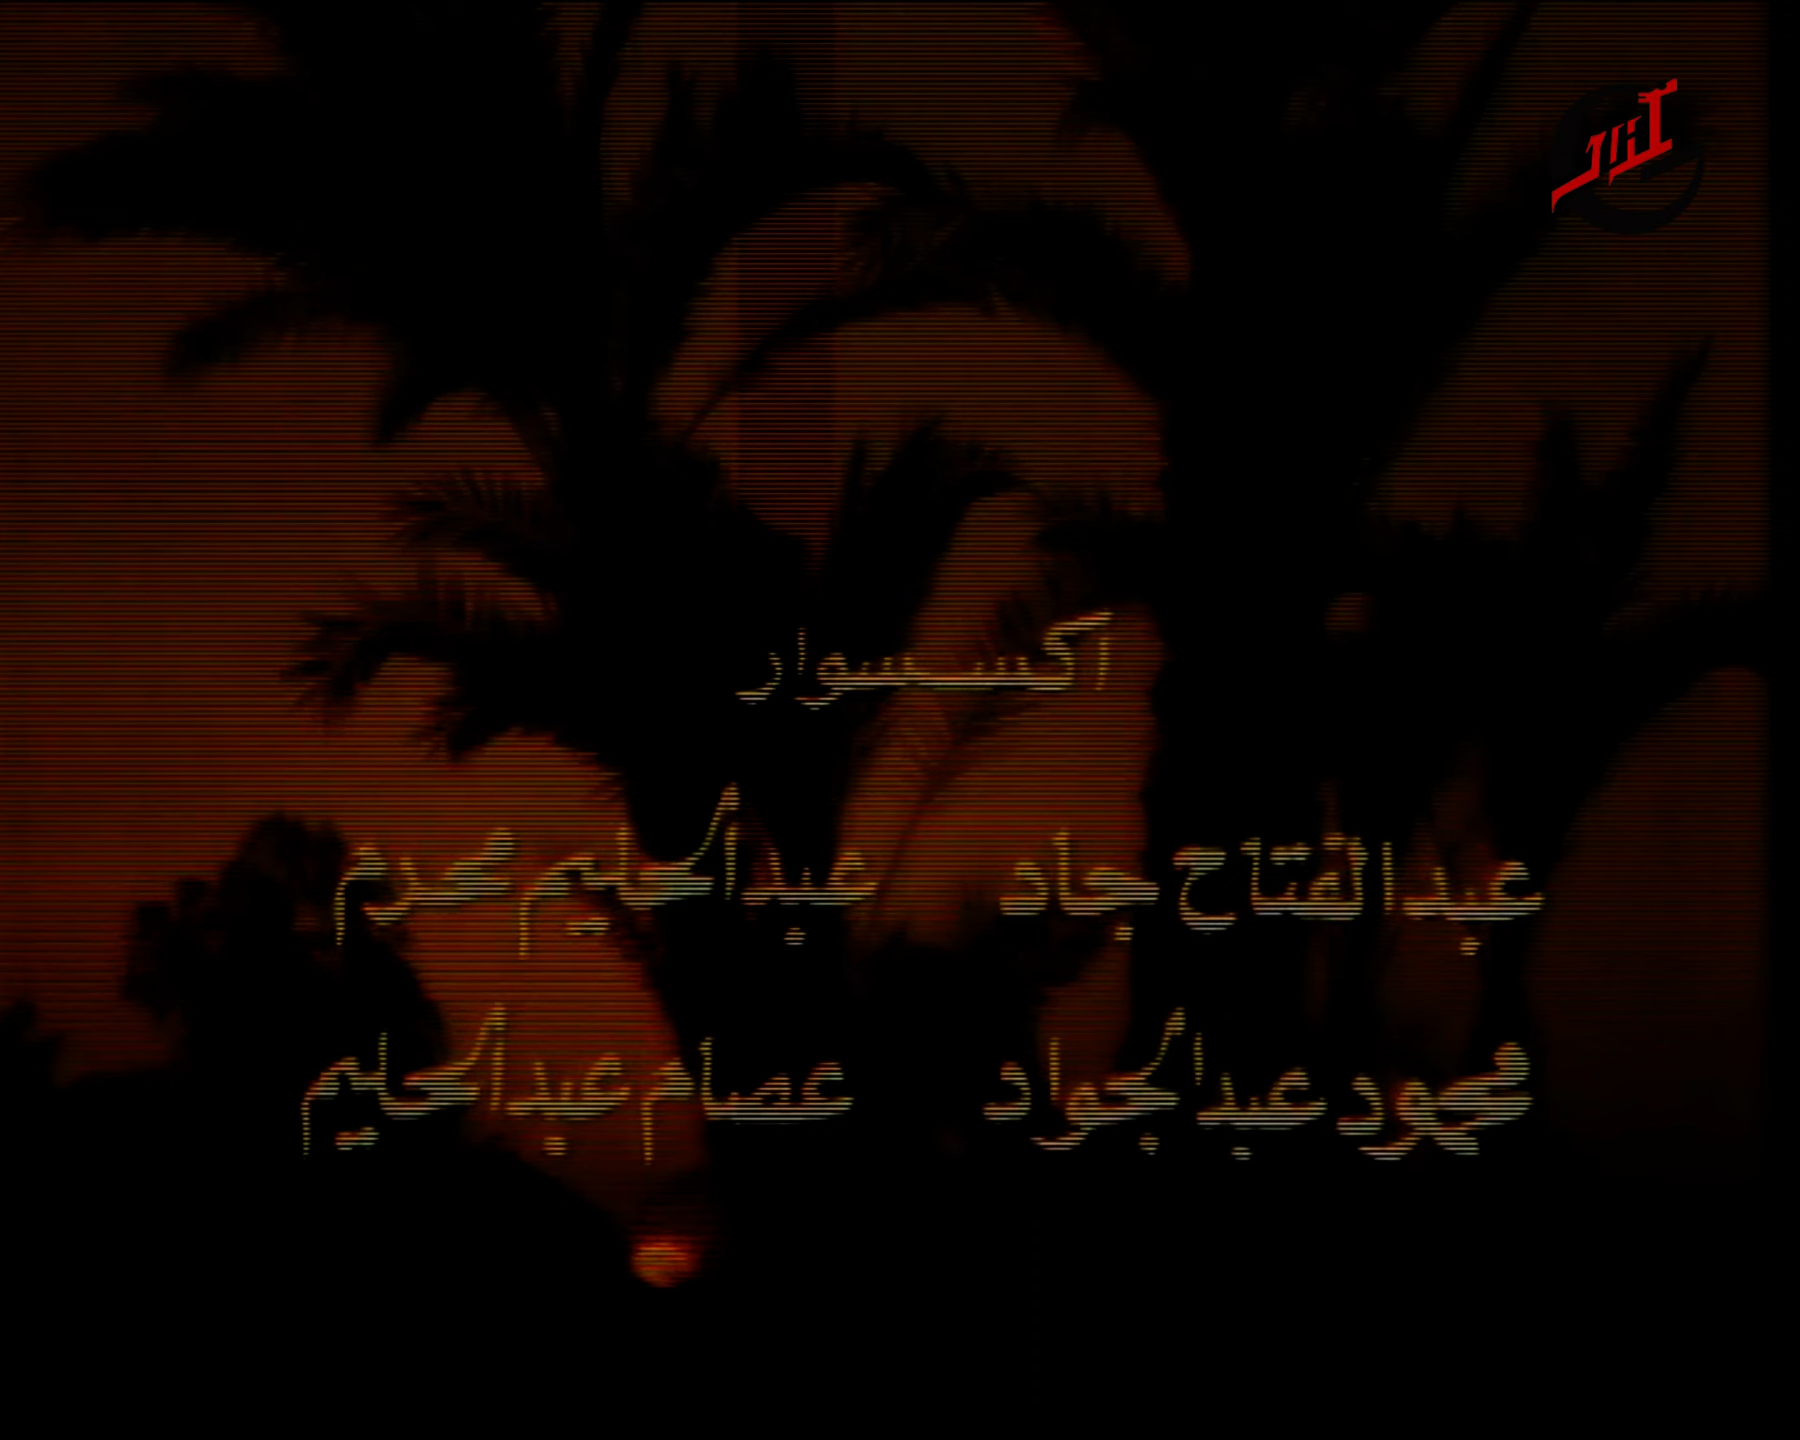 اكسسوار
عبد الفتاح جاد عبد الحليم محرم
محمود عبد الجواد عصام عبد الحليم